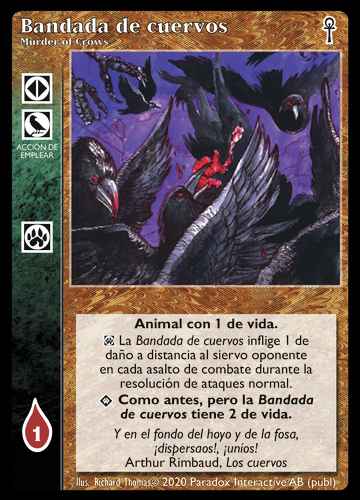 Bandada de cuervos
Murder of Crows
ACCIÓN DE
EMPLEAR
Animal con 1 de vida.
La Bandada de cuervos inflige 1 de
daño a distancia al siervo oponente
en cada asalto de combate durante la
resolución de ataques normal.
Como antes, pero la Bandada
de cuervos tiene 2 de vida.
Y en el fondo del hoyo y de la fosa,
¡dispersaos!, ¡uníos!
Arthur Rimbaud, Los cuervos
1
Ilus. Richard Thomas © 2020 Paradox Interactive AB (publ)